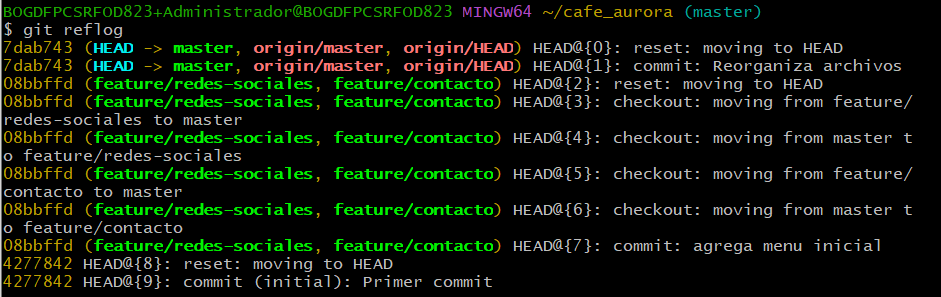 BOGDFPCSRFOD823+Administrador@BOGDFPCSRFOD823 MINGW64 ~/cafe_aurora (master)
$ git reflog
7dab743 (HEAD -> master, origin/master, origin/HEAD) HEAD@{0}: reset: moving to HEAD
7dab743 (HEAD -> master, origin/master, origin/HEAD) HEAD@{1}: commit: Reorganiza archivos
08bbffd (feature/redes-sociales, feature/contacto) HEAD@{2}: reset: moving to HEAD
08bbffd (feature/redes-sociales, feature/contacto) HEAD@{3}: checkout: moving from feature/
redes-sociales to master
08bbffd (feature/redes-sociales, feature/contacto) HEAD@{4}: checkout: moving from master t
o feature/redes-sociales
08bbffd (feature/redes-sociales, feature/contacto) HEAD@{5}: checkout: moving from feature/
contacto to master
08bbffd (feature/redes-sociales, feature/contacto) HEAD@{6}: checkout: moving from master t
o feature/contacto
08bbffd (feature/redes-sociales, feature/contacto) HEAD@{7}: commit: agrega menu inicial
4277842 HEAD@{8}: reset: moving to HEAD
4277842 HEAD@{9}: commit (initial): Primer commit